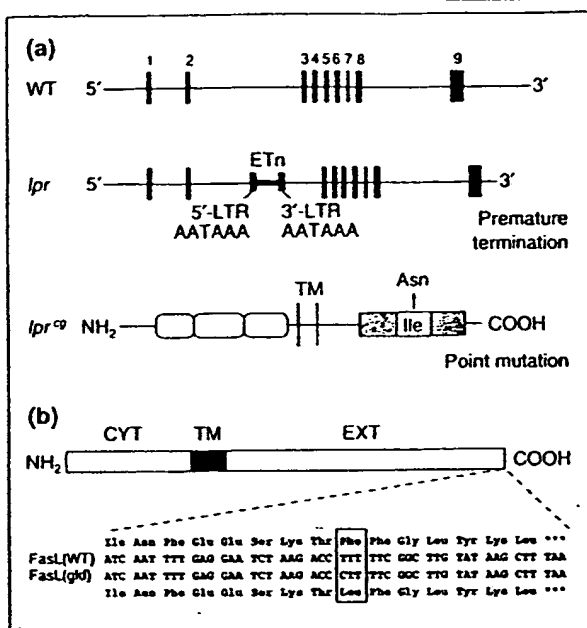 (a)
1 2 3 4 5 6 7 8 9
WT 5′ 3′
ETn
lpr 5′ 3′
5′-LTR 3′-LTR
AATAAA AATAAA
Premature
termination
Asn
TM
lprcg NH2 Ile COOH
Point mutation
(b)
CYT TM EXT
NH2 COOH
Ile Asn Phe Glu Glu Ser Lys Thr Phe Phe Gly Leu Tyr Lys Leu ***
FasL(WT) ATC AAT TTT GAG GAA TCT AAG ACC TTT TTC GGC TTG TAT AAG CTT TAA
FasL(gld) ATC AAT TTT GAG GAA TCT AAG ACC CTT TTC GGC TTG TAT AAG CTT TAA
Ile Asn Phe Glu Glu Ser Lys Thr Leu Phe Gly Leu Tyr Lys Leu ***